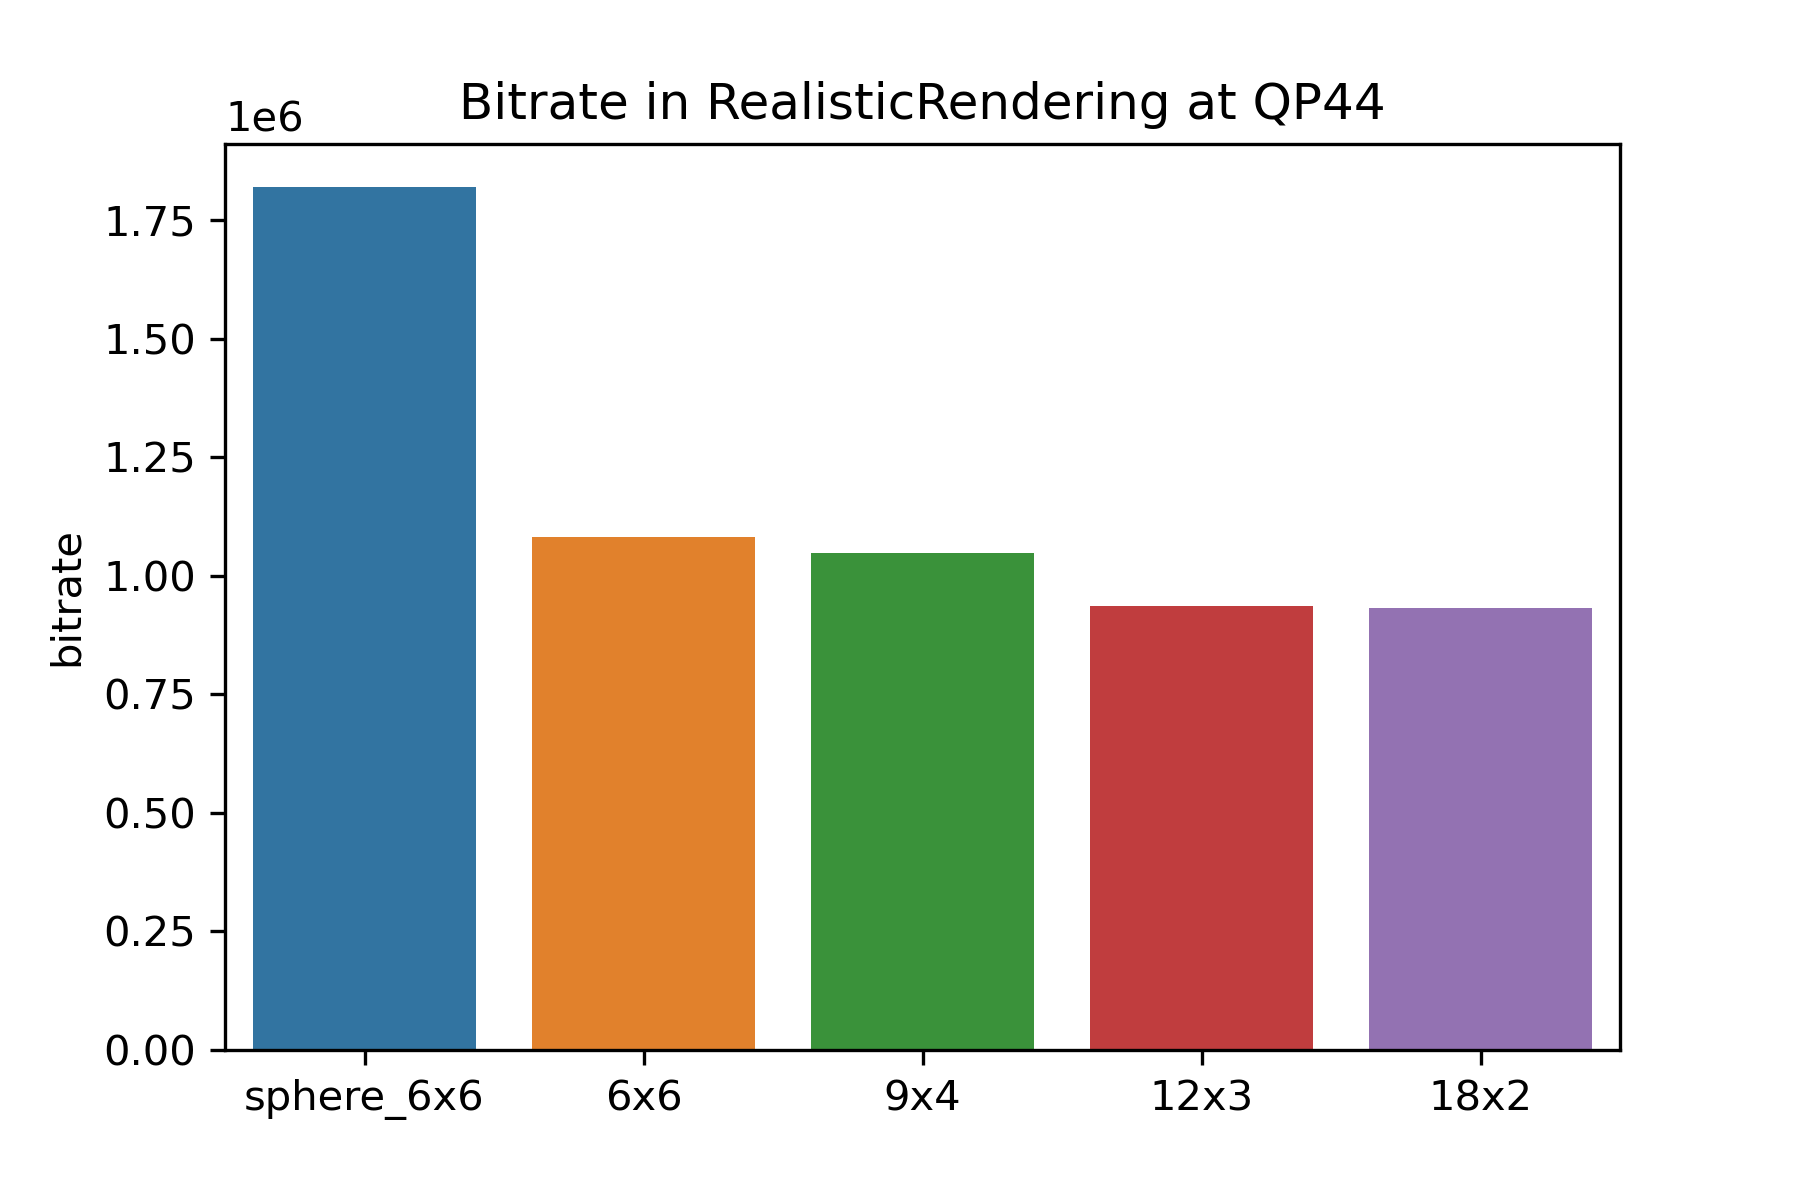 Bitrate in RealisticRendering at QP44
1e6
1.75
1.50
1.25
1.00
0.75
0.50
0.25
0.00
bitrate
sphere_6x6 6x6 9x4 12x3 18x2